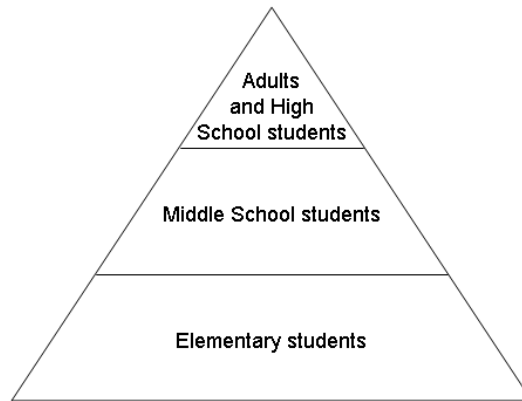 Adults
and High
School students
Middle School students
Elementary students